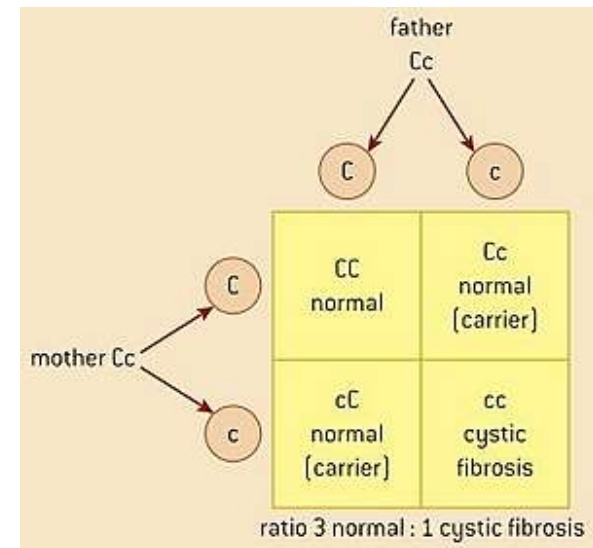 father
Cc
C
c
C
CC
normal
Cc
normal
(carrier)
mother Cc
c
cC
normal
(carrier)
cc
cystic
fibrosis
ratio 3 normal : 1 cystic fibrosis